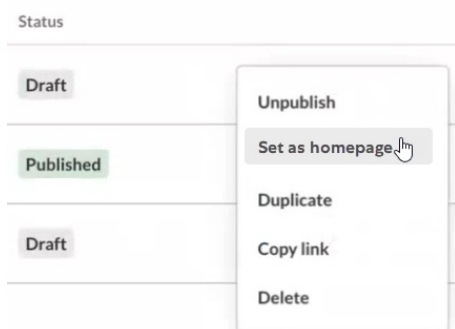 Status
Draft
Unpublish
Set as homepage
Published
Duplicate
Draft
Copy link
Delete